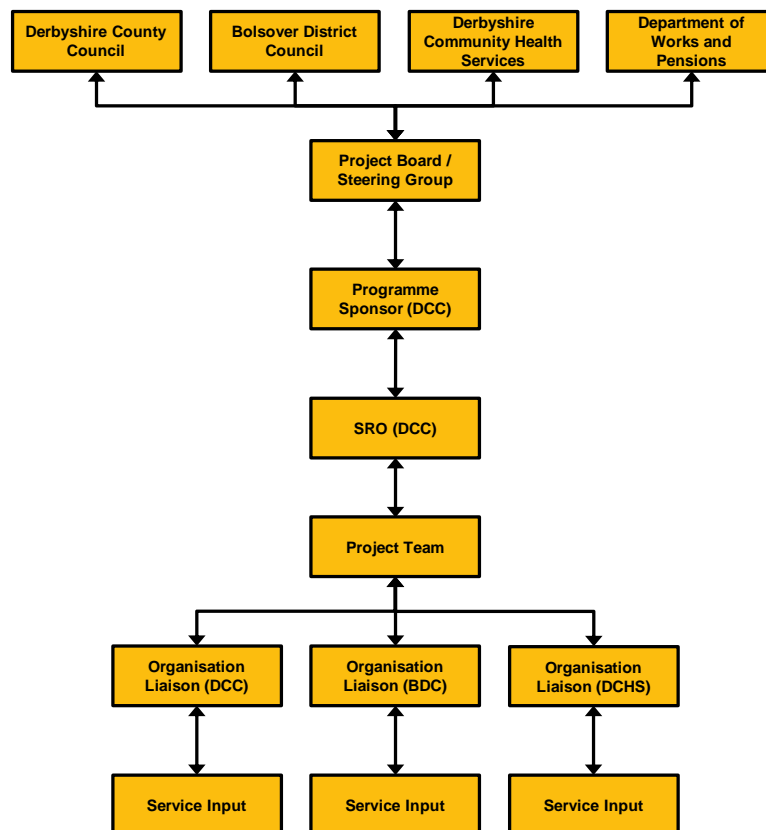 Derbyshire County
Council
Bolsover District
Council
Derbyshire
Community Health
Services
Department of
Works and
Pensions
Project Board /
Steering Group
Programme
Sponsor (DCC)
SRO (DCC)
Project Team
Organisation
Liaison (DCC)
Organisation
Liaison (BDC)
Organisation
Liaison (DCHS)
Service Input
Service Input
Service Input